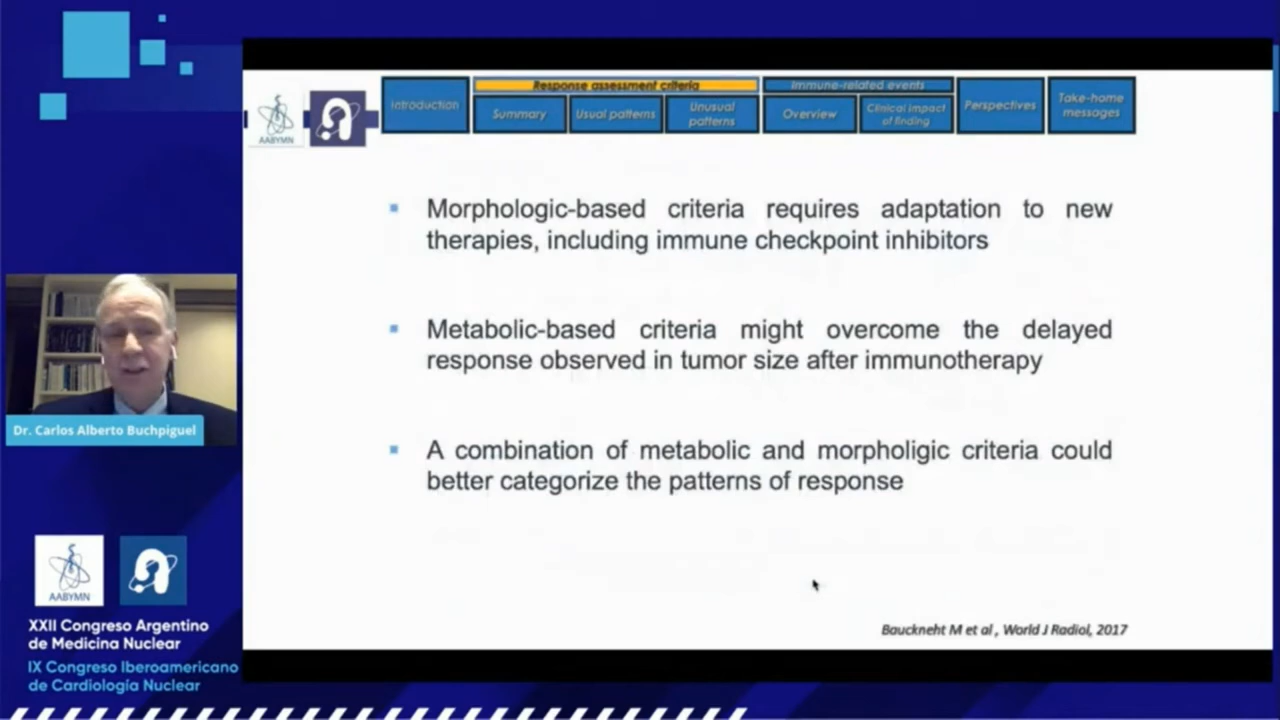 Introduction
Response assessment criteria
Summary
Usual patterns
Unusual
patterns
Immune-related events
Overview
Clinical impact
of finding
Perspectives
Take-home
messages
AABYMN
Morphologic-based criteria requires adaptation to new
therapies, including immune checkpoint inhibitors
Metabolic-based criteria might overcome the delayed
response observed in tumor size after immunotherapy
A combination of metabolic and morpholigic criteria could
better categorize the patterns of response
Bauckneht M et al , World J Radiol, 2017
Dr. Carlos Alberto Buchpiguel
AABYMN
XXII Congreso Argentino
de Medicina Nuclear
IX Congreso Iberoamericano
de Cardiología Nuclear